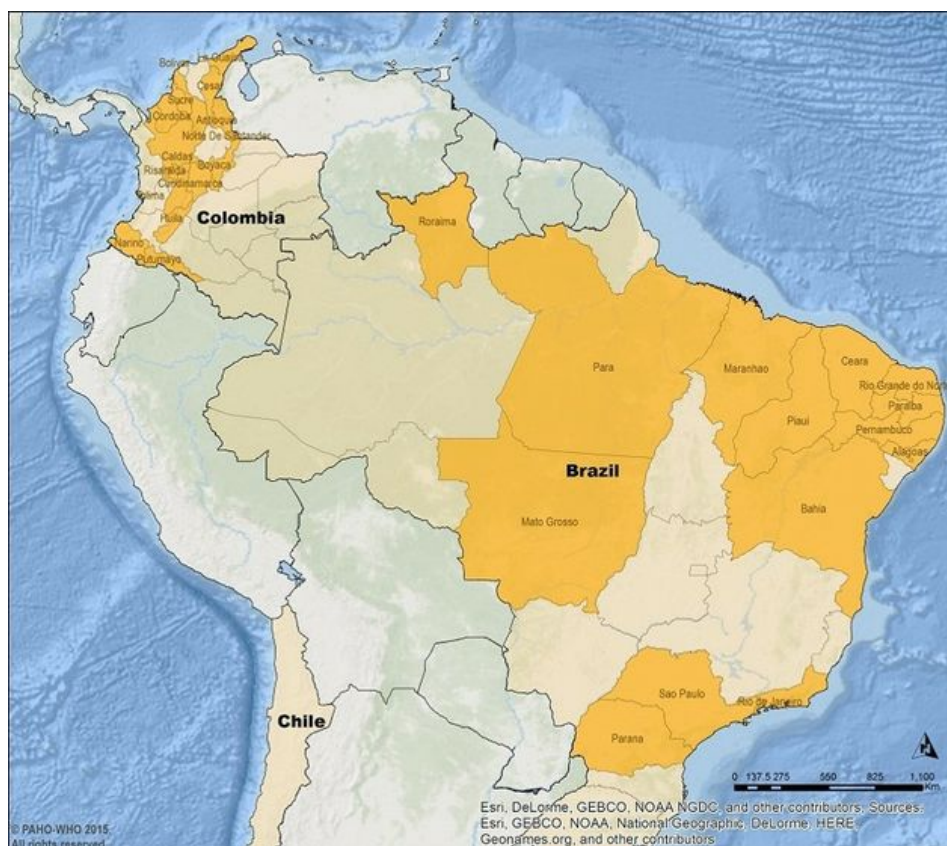 La Guajira
Bolivar
Cesar
Sucre
Cordoba
Antioquia
Norte De Santander
Caldas
Boyaca
Risaralda
Cundinamarca
Tolima
Huila
Colombia
Narino
Putumayo
Roraima
Para
Maranhao
Ceara
Rio Grande do Norte
Paraiba
Piaui
Pernambuco
Alagoas
Brazil
Bahia
Mato Grosso
Sao Paulo
Rio de Janeiro
Chile
Parana
N
0 137.5 275 550 825 1,100
Km
Esri, DeLorme, GEBCO, NOAA NGDC, and other contributors, Sources:
Esri, GEBCO, NOAA, National Geographic, DeLorme, HERE,
Geonames.org, and other contributors
© PAHO-WHO 2015
All rights reserved